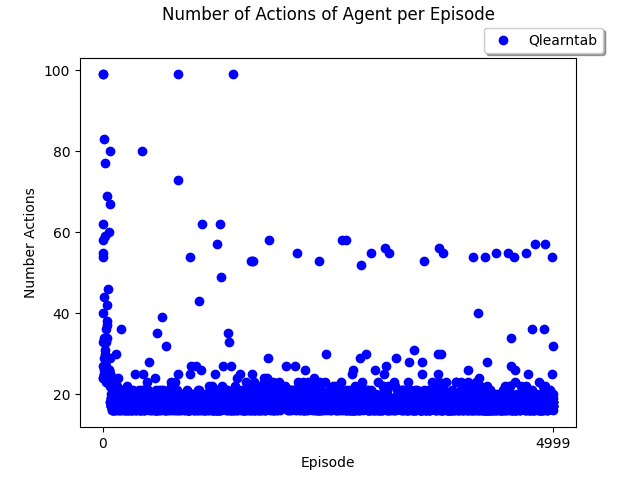 Number of Actions of Agent per Episode
Qlearntab
100
80
60
40
20
Number Actions
0
4999
Episode